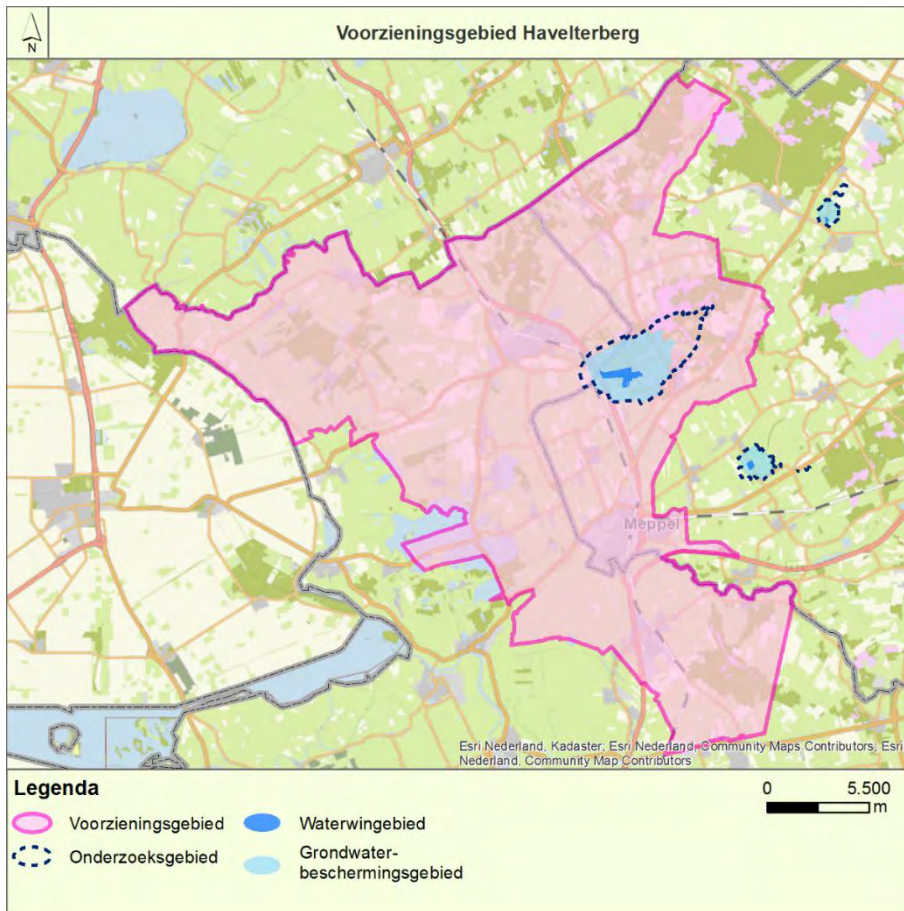 N
Voorzieningsgebied Havelterberg
Meppel
Esri Nederland, Kadaster, Esri Nederland, Community Maps Contributors, Esri
Nederland, Community Map Contributors
Legenda
Voorzieningsgebied
Onderzoeksgebied
Waterwingebied
Grondwater-
beschermingsgebied
0 5.500
m